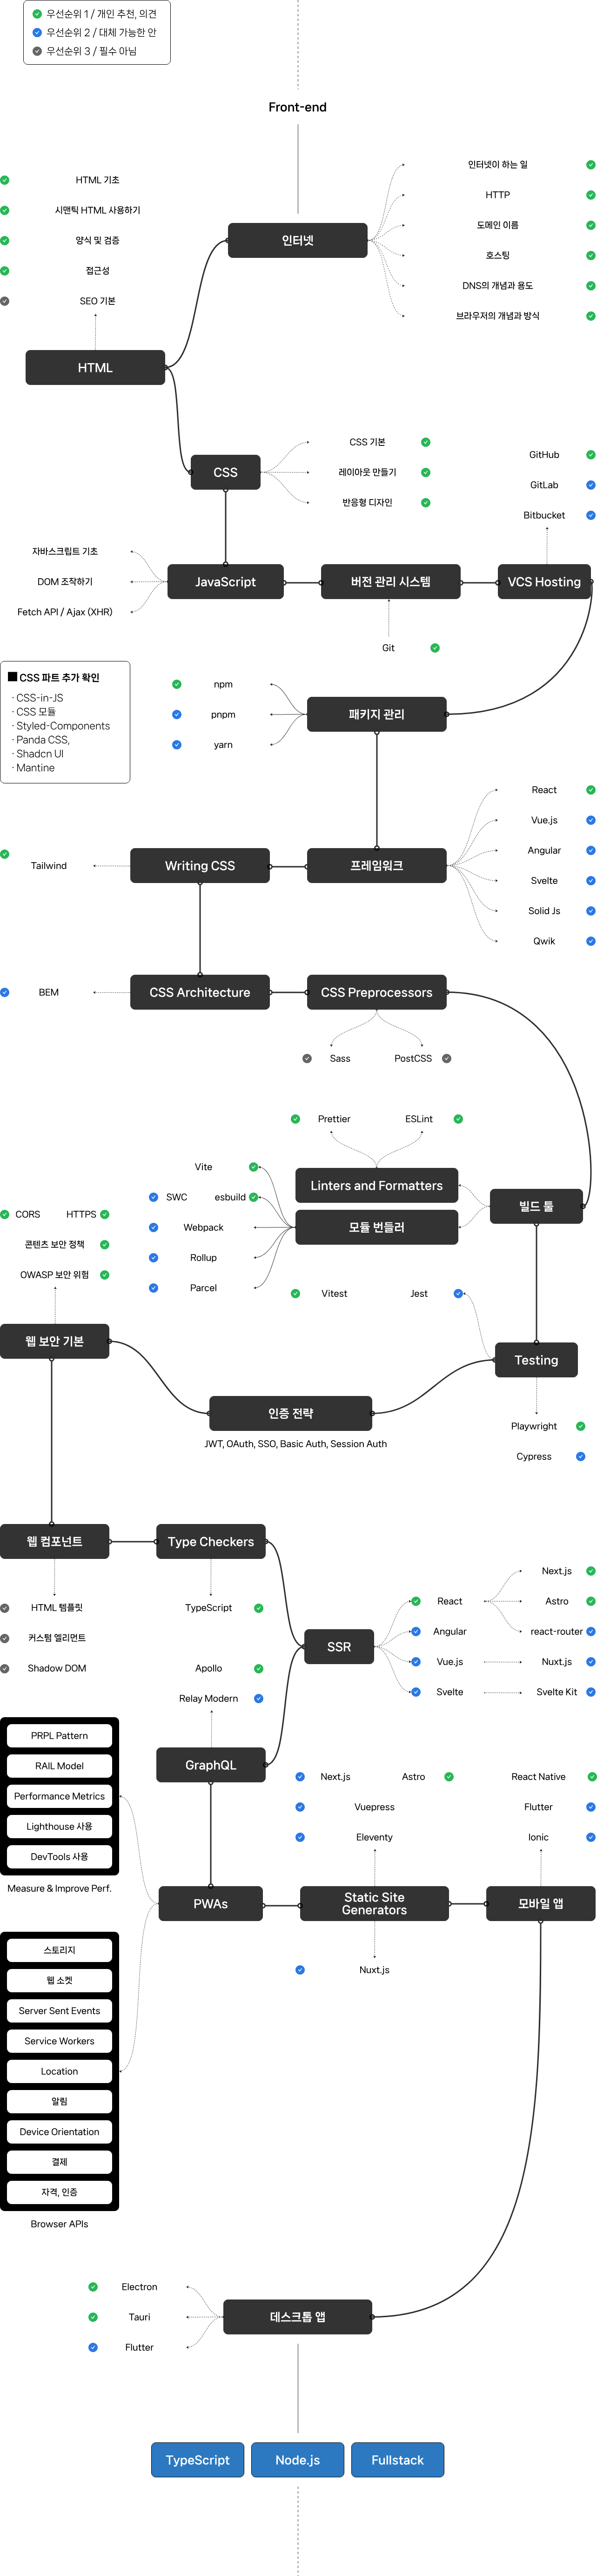 우선순위 1 / 개인 추천, 의견
우선순위 2 / 대체 가능한 안
우선순위 3 / 필수 아님
Front-end
인터넷
인터넷이 하는 일
HTTP
도메인 이름
호스팅
DNS의 개념과 용도
브라우저의 개념과 방식
HTML 기초
시맨틱 HTML 사용하기
양식 및 검증
접근성
SEO 기본
HTML
CSS
CSS 기본
레이아웃 만들기
반응형 디자인
GitHub
GitLab
Bitbucket
자바스크립트 기초
DOM 조작하기
Fetch API / Ajax (XHR)
JavaScript
버전 관리 시스템
VCS Hosting
Git
CSS 파트 추가 확인
· CSS-in-JS
· CSS 모듈
· Styled-Components
· Panda CSS,
· Shadcn UI
· Mantine
npm
pnpm
yarn
패키지 관리
React
Vue.js
Angular
Svelte
Solid Js
Qwik
Tailwind
Writing CSS
프레임워크
BEM
CSS Architecture
CSS Preprocessors
Sass
PostCSS
Prettier
ESLint
Linters and Formatters
모듈 번들러
빌드 툴
Vite
SWC
esbuild
Webpack
Rollup
Parcel
CORS
HTTPS
콘텐츠 보안 정책
OWASP 보안 위험
Vitest
Jest
웹 보안 기본
Testing
인증 전략
JWT, OAuth, SSO, Basic Auth, Session Auth
Playwright
Cypress
웹 컴포넌트
Type Checkers
HTML 템플릿
커스텀 엘리먼트
Shadow DOM
TypeScript
SSR
React
Angular
Vue.js
Svelte
Next.js
Astro
react-router
Nuxt.js
Svelte Kit
Apollo
Relay Modern
GraphQL
PRPL Pattern
RAIL Model
Performance Metrics
Lighthouse 사용
DevTools 사용
Measure & Improve Perf.
Next.js
Astro
Vuepress
Eleventy
React Native
Flutter
Ionic
PWAs
Static Site
Generators
모바일 앱
Nuxt.js
스토리지
웹 소켓
Server Sent Events
Service Workers
Location
알림
Device Orientation
결제
자격, 인증
Browser APIs
Electron
Tauri
Flutter
데스크톱 앱
TypeScript
Node.js
Fullstack